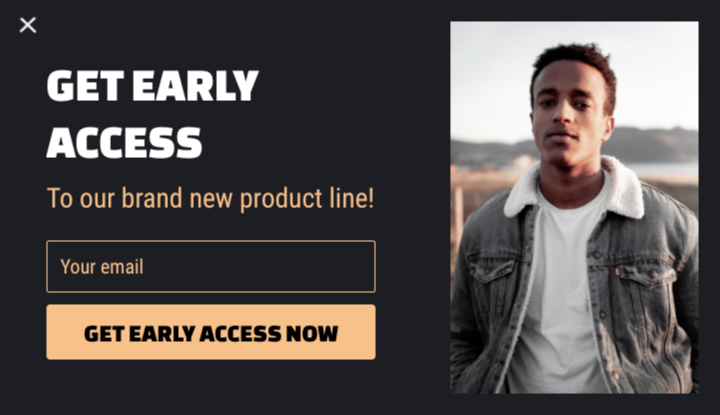 GET EARLY
ACCESS
To our brand new product line!
Your email
GET EARLY ACCESS NOW